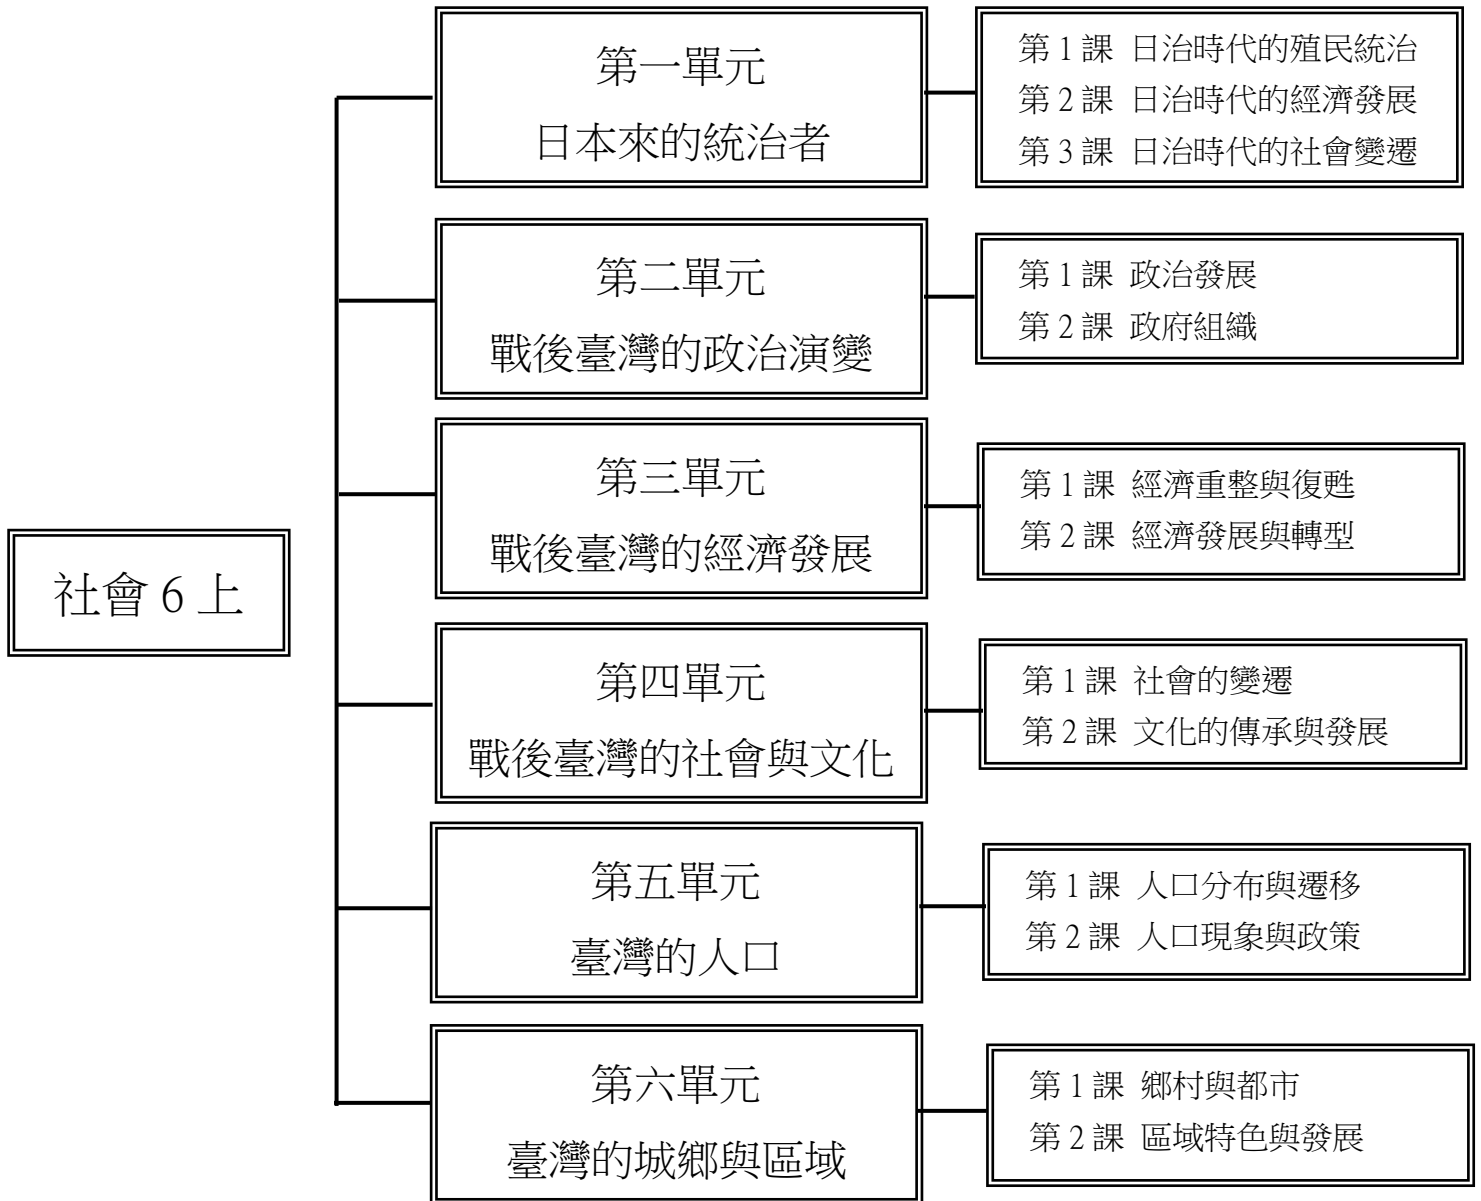 社會 6 上
第一單元
日本來的統治者
第 1 課 日治時代的殖民統治
第 2 課 日治時代的經濟發展
第 3 課 日治時代的社會變遷
第二單元
戰後臺灣的政治演變
第 1 課 政治發展
第 2 課 政府組織
第三單元
戰後臺灣的經濟發展
第 1 課 經濟重整與復甦
第 2 課 經濟發展與轉型
第四單元
戰後臺灣的社會與文化
第 1 課 社會的變遷
第 2 課 文化的傳承與發展
第五單元
臺灣的人口
第 1 課 人口分布與遷移
第 2 課 人口現象與政策
第六單元
臺灣的城鄉與區域
第 1 課 鄉村與都市
第 2 課 區域特色與發展